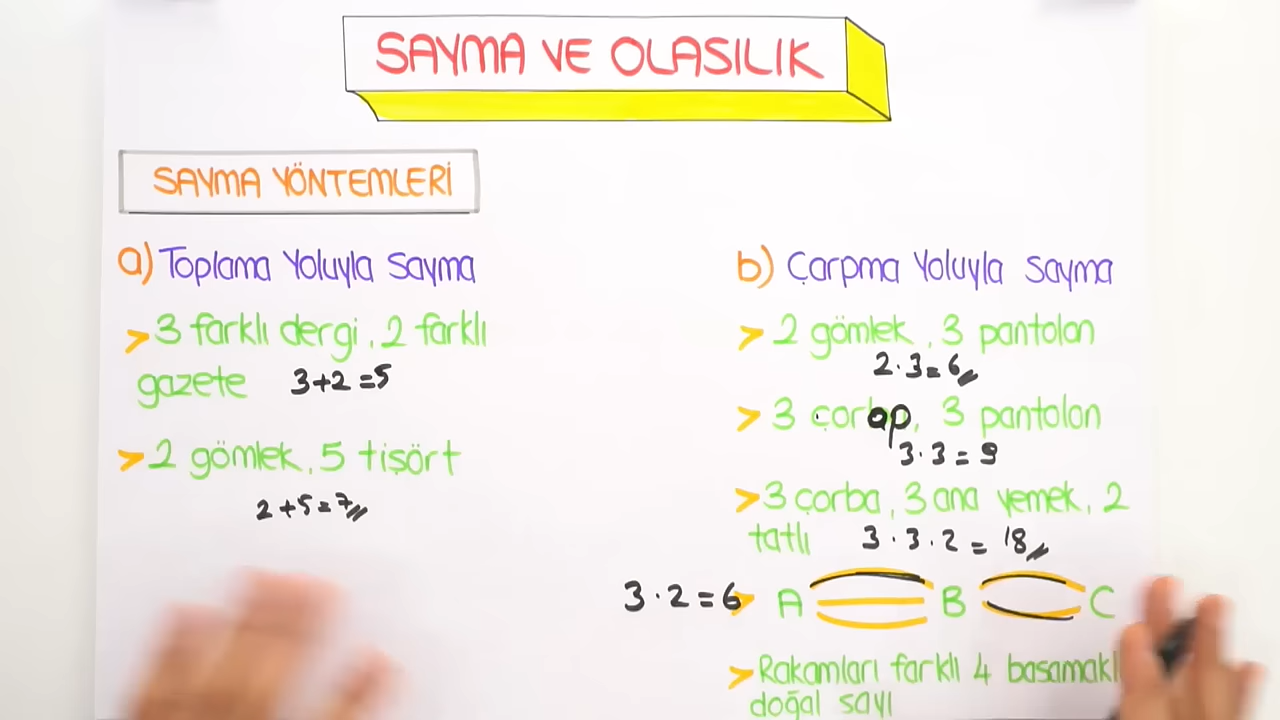 SAYMA VE OLASILIK
SAYMA YÖNTEMLERİ
a) Toplama Yoluyla Sayma
> 3 farklı dergi, 2 farklı
gazete 3+2=5
> 2 gömlek, 5 tişört
2+5=7
b) Çarpma Yoluyla Sayma
> 2 gömlek, 3 pantolon
2.3=6
> 3 çorap, 3 pantolon
3.3=9
> 3 çorba, 3 ana yemek, 2
tatlı 3.3.2=18
3.2=6 > A B C
> Rakamları farklı 4 basamaklı
doğal sayı